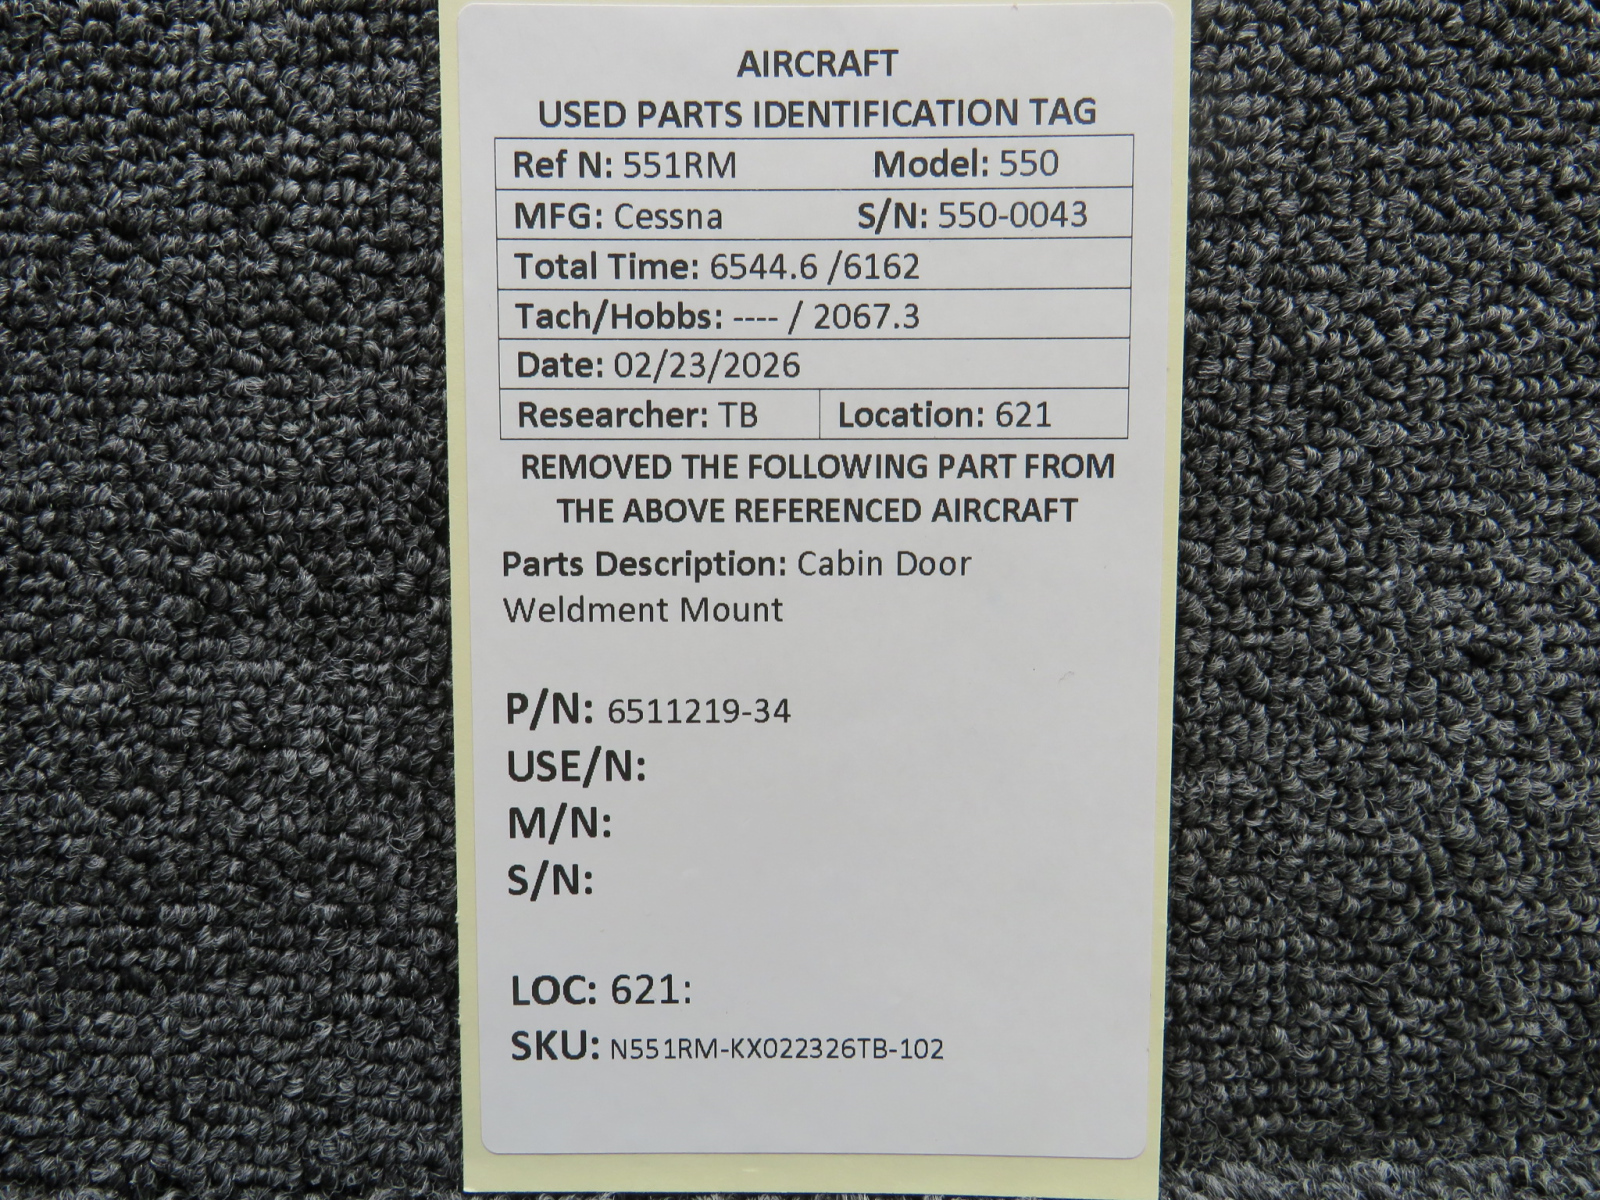 AIRCRAFT
USED PARTS IDENTIFICATION TAG
Ref N: 551RM Model: 550
MFG: Cessna S/N: 550-0043
Total Time: 6544.6 /6162
Tach/Hobbs: ---- / 2067.3
Date: 02/23/2026
Researcher: TB Location: 621
REMOVED THE FOLLOWING PART FROM
THE ABOVE REFERENCED AIRCRAFT
Parts Description: Cabin Door
Weldment Mount
P/N: 6511219-34
USE/N:
M/N:
S/N:
LOC: 621:
SKU: N551RM-KX022326TB-102